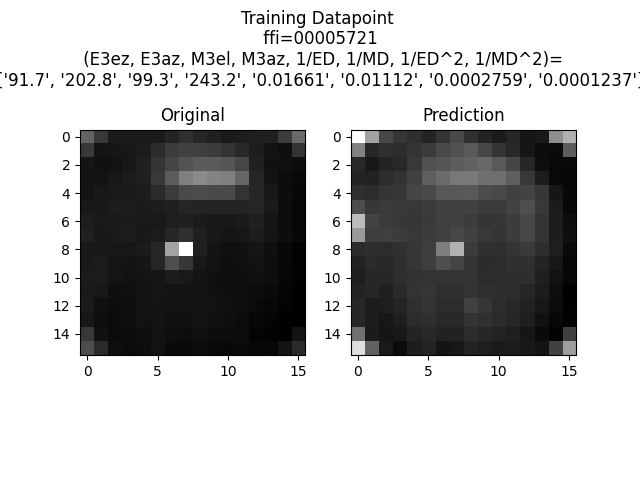 Training Datapoint
ffi=00005721
(E3ez, E3az, M3el, M3az, 1/ED, 1/MD, 1/ED^2, 1/MD^2)=
['91.7', '202.8', '99.3', '243.2', '0.01661', '0.01112', '0.0002759', '0.0001237']
Original Prediction
0 0
2 2
4 4
6 6
8 8
10 10
12 12
14 14
0 5 10 15 0 5 10 15